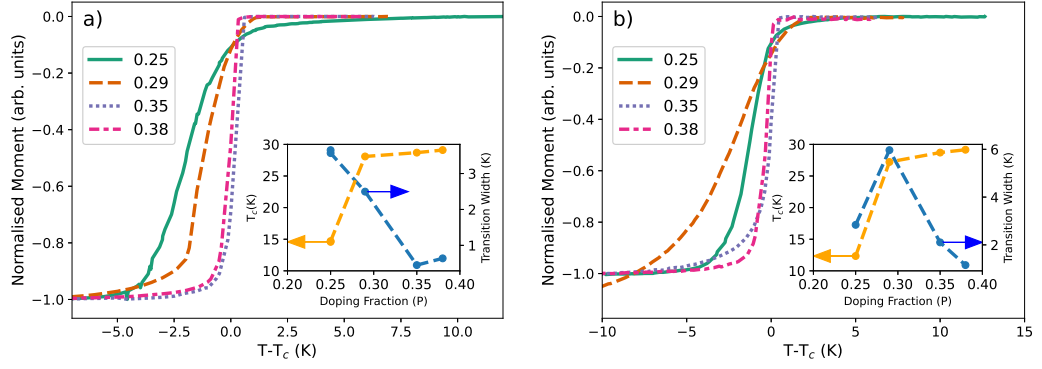 a)
0.0
−0.2
−0.4
−0.6
−0.8
−1.0
Normalised Moment (arb. units)
0.25
0.29
0.35
0.38
30
25
20
15
10
T_c(K)
3
2
1
Transition Width (K)
0.20 0.25 0.30 0.35 0.40
Doping Fraction (P)
−5.0 −2.5 0.0 2.5 5.0 7.5 10.0
T-T_c (K)
b)
0.0
−0.2
−0.4
−0.6
−0.8
−1.0
Normalised Moment (arb. units)
0.25
0.29
0.35
0.38
30
25
20
15
10
T_c(K)
6
4
2
Transition Width (K)
0.20 0.25 0.30 0.35 0.40
Doping Fraction (P)
−10 −5 0 5 10 15
T-T_c (K)